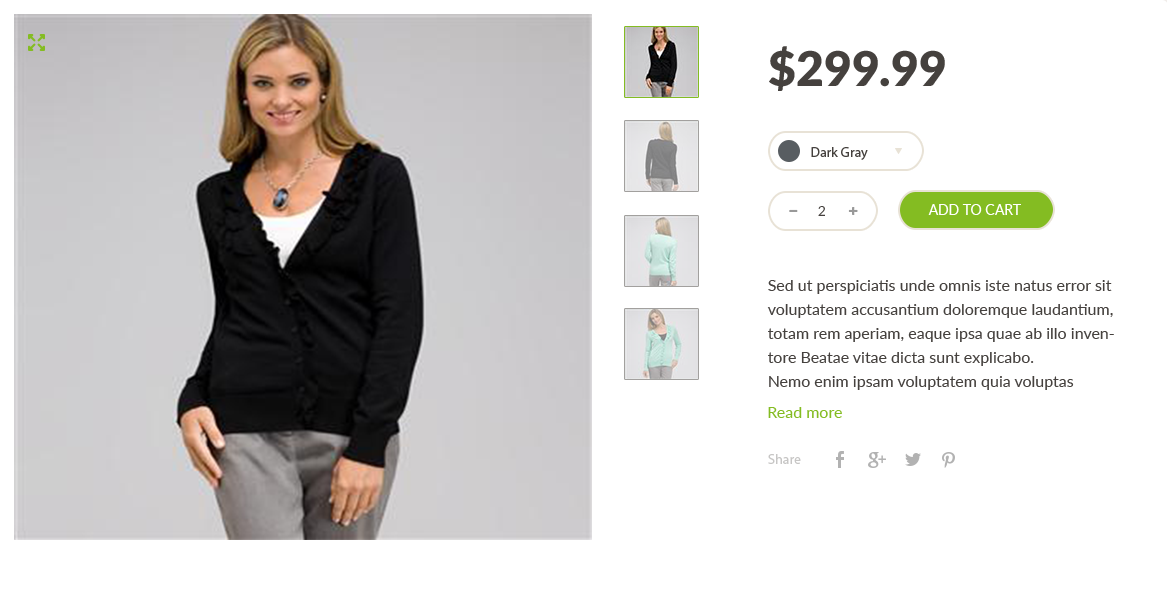 $299.99
Dark Gray
2
ADD TO CART
Sed ut perspiciatis unde omnis iste natus error sit
voluptatem accusantium doloremque laudantium,
totam rem aperiam, eaque ipsa quae ab illo inven-
tore Beatae vitae dicta sunt explicabo.
Nemo enim ipsam voluptatem quia voluptas
Read more
Share